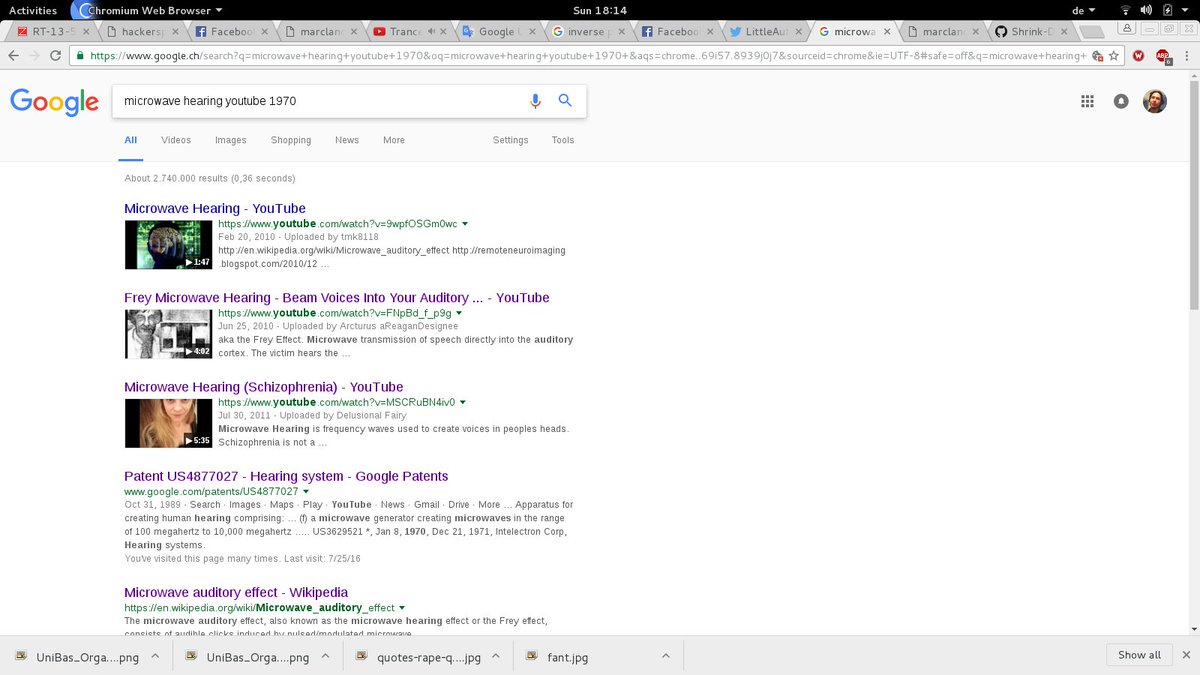 Activities Chromium Web Browser Sun 18:14 de
RT-13-5 hackersp Facebook marclan Trance Google inverse p Facebo LittleAu microwa marclan Shrink-D
https://www.google.ch/search?q=microwave+hearing+youtube+1970&oq=microwave+hearing+youtube+1970+&aqs=chrome..69i57.8939j0j7&sourceid=chrome&ie=UTF-8#safe=off&q=microwave+hearing+
Google microwave hearing youtube 1970
All Videos Images Shopping News More Settings Tools
About 2.740.000 results (0,36 seconds)
Microwave Hearing - YouTube
https://www.youtube.com/watch?v=9wpfOSGm0wc
Feb 20, 2010 - Uploaded by tmk8118
http://en.wikipedia.org/wiki/Microwave_auditory_effect http://remoteneuroimaging
.blogspot.com/2010/12 ...
1:47
Frey Microwave Hearing - Beam Voices Into Your Auditory ... - YouTube
https://www.youtube.com/watch?v=FNpBd_f_p9g
Jun 25, 2010 - Uploaded by Arcturus aReaganDesignee
aka the Frey Effect. Microwave transmission of speech directly into the auditory
cortex. The victim hears the ...
4:02
Microwave Hearing (Schizophrenia) - YouTube
https://www.youtube.com/watch?v=MSCRuBN4iv0
Jul 30, 2011 - Uploaded by Delusional Fairy
Microwave Hearing is frequency waves used to create voices in peoples heads.
Schizophrenia is not a ...
5:35
Patent US4877027 - Hearing system - Google Patents
www.google.com/patents/US4877027
Oct 31, 1989 - Search · Images · Maps · Play · YouTube · News · Gmail · Drive · More ... Apparatus for
creating human hearing comprising: ... (f) a microwave generator creating microwaves in the range
of 100 megahertz to 10,000 megahertz ..... US3629521 *, Jan 8, 1970, Dec 21, 1971, Intelectron Corp,
Hearing systems.
You've visited this page many times. Last visit: 7/25/16
Microwave auditory effect - Wikipedia
https://en.wikipedia.org/wiki/Microwave_auditory_effect
The microwave auditory effect, also known as the microwave hearing effect or the Frey effect,
consists of audible clicks induced by pulsed/modulated microwave
UniBas_Orga....png UniBas_Orga....png quotes-rape-q....jpg fant.jpg Show all